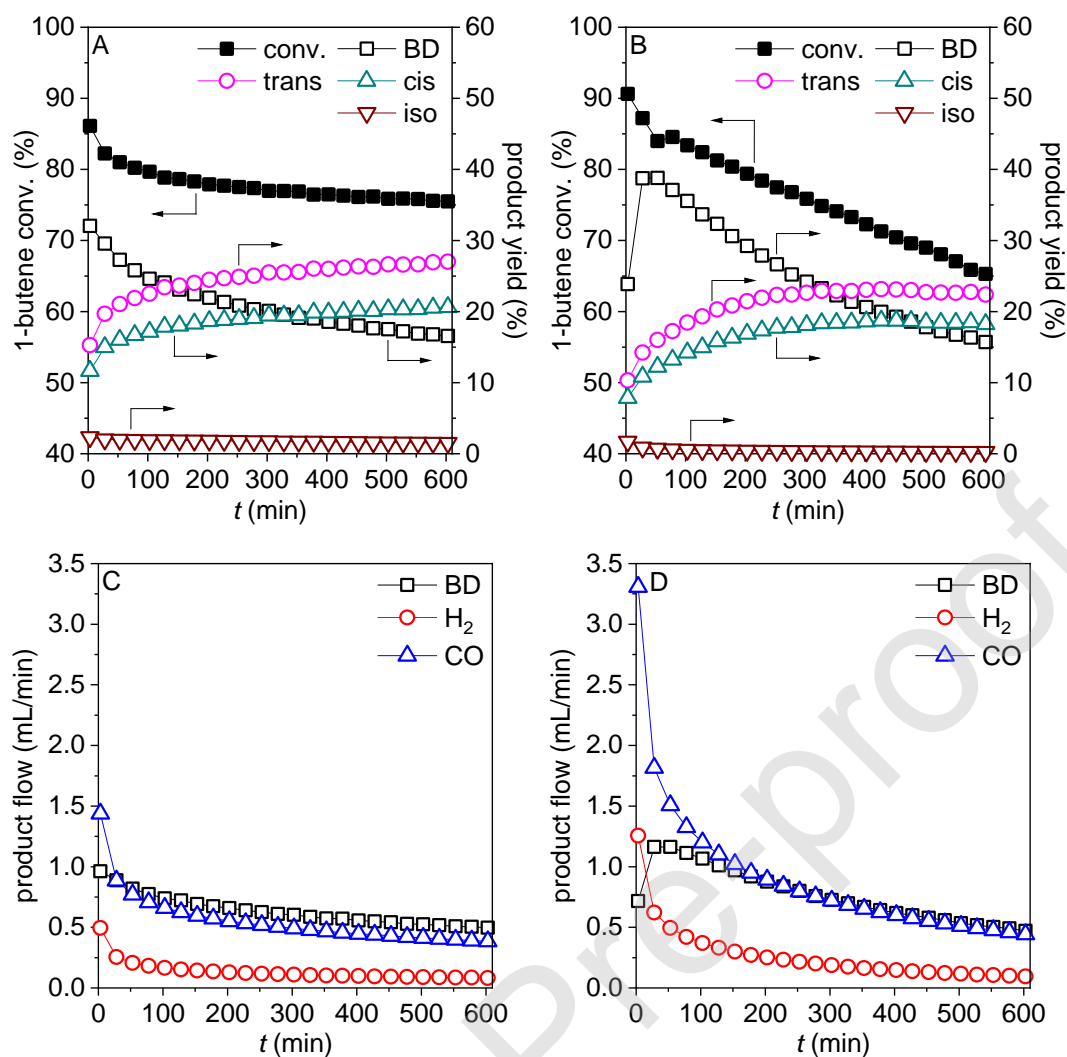 A
conv.
BD
trans
cis
iso
100
90
80
70
60
50
40
60
50
40
30
20
10
0
0 100 200 300 400 500 600
1-butene conv. (%)
product yield (%)
t (min)
B
conv.
BD
trans
cis
iso
100
90
80
70
60
50
40
60
50
40
30
20
10
0
0 100 200 300 400 500 600
1-butene conv. (%)
product yield (%)
t (min)
C
BD
H2
CO
3.5
3.0
2.5
2.0
1.5
1.0
0.5
0.0
0 100 200 300 400 500 600
product flow (mL/min)
t (min)
D
BD
H2
CO
3.5
3.0
2.5
2.0
1.5
1.0
0.5
0.0
0 100 200 300 400 500 600
product flow (mL/min)
t (min)
Pre-proof